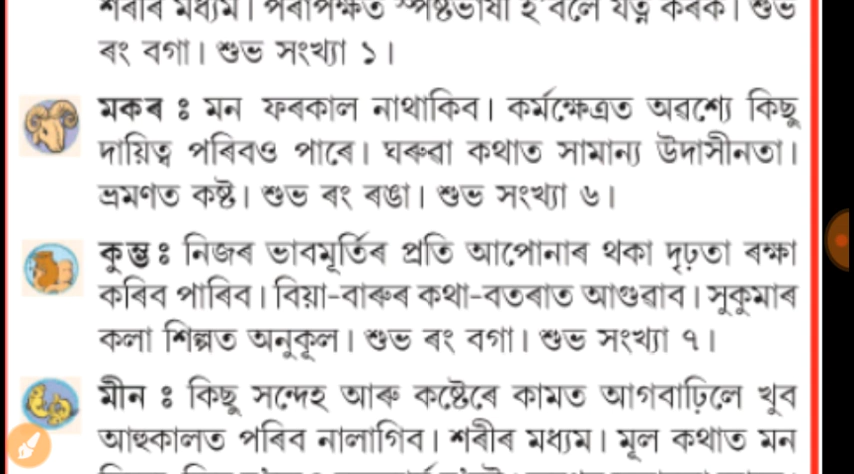 শৰীৰ মধ্যম। পৰাপক্ষত স্পষ্টভাষী হ'বলৈ যত্ন কৰক। শুভ
ৰং বগা। শুভ সংখ্যা ১।
মকৰ ঃ মন ফৰকাল নাথাকিব। কৰ্মক্ষেত্ৰত অৱশ্যে কিছু
দায়িত্ব পৰিবও পাৰে। ঘৰুৱা কথাত সামান্য উদাসীনতা।
ভ্ৰমণত কষ্ট। শুভ ৰং ৰঙা। শুভ সংখ্যা ৬।
কুম্ভ ঃ নিজৰ ভাবমূৰ্তিৰ প্ৰতি আপোনাৰ থকা দৃঢ়তা ৰক্ষা
কৰিব পাৰিব। বিয়া-বাৰুৰ কথা-বতৰাত আগুৱাব। সুকুমাৰ
কলা শিল্পত অনুকূল। শুভ ৰং বগা। শুভ সংখ্যা ৭।
মীন ঃ কিছু সন্দেহ আৰু কষ্টেৰে কামত আগবাঢ়িলে খুব
আহুকালত পৰিব নালাগিব। শৰীৰ মধ্যম। মূল কথাত মন